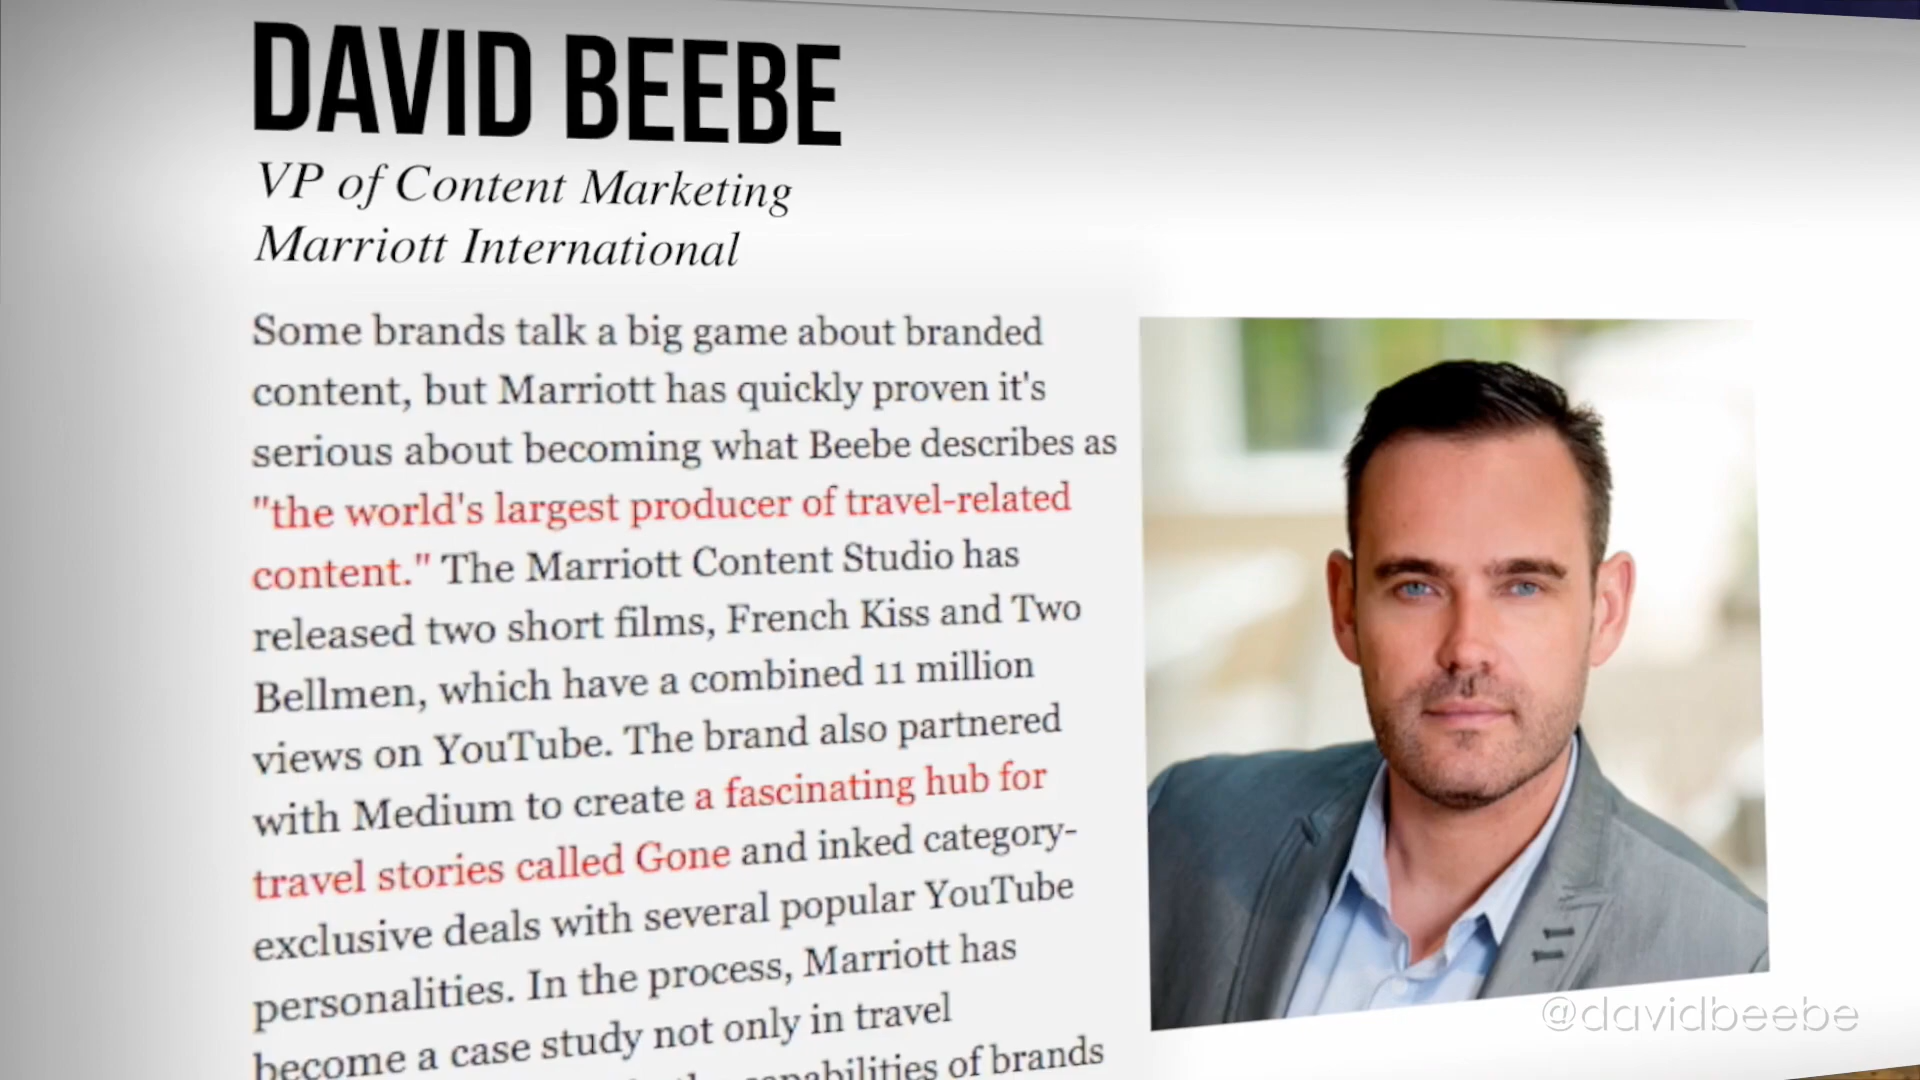 DAVID BEEBE
VP of Content Marketing
Marriott International
Some brands talk a big game about branded
content, but Marriott has quickly proven it's
serious about becoming what Beebe describes as
"the world's largest producer of travel-related
content." The Marriott Content Studio has
released two short films, French Kiss and Two
Bellmen, which have a combined 11 million
views on YouTube. The brand also partnered
with Medium to create a fascinating hub for
travel stories called Gone and inked category-
exclusive deals with several popular YouTube
personalities. In the process, Marriott has
become a case study not only in travel
capabilities of brands
@davidbeebe